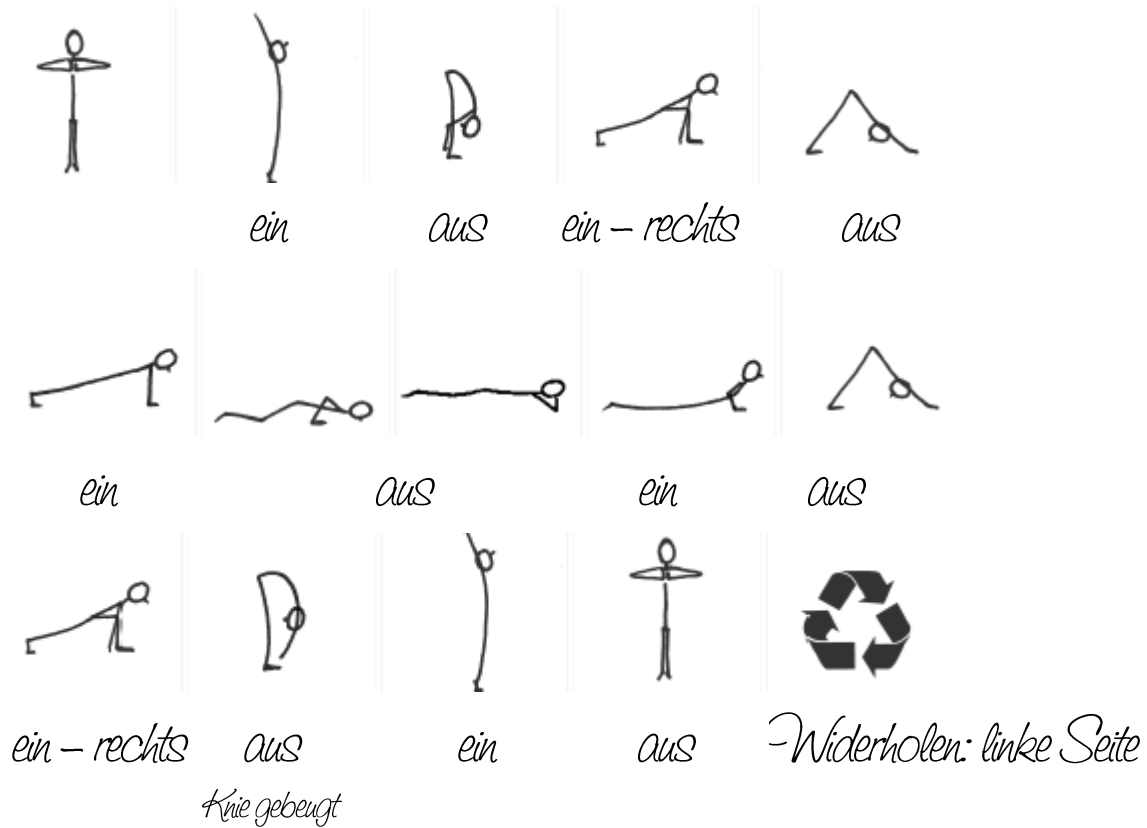 ein aus ein – rechts aus
ein aus ein aus
ein – rechts aus ein aus -Widerholen: linke Seite
Knie gebeugt